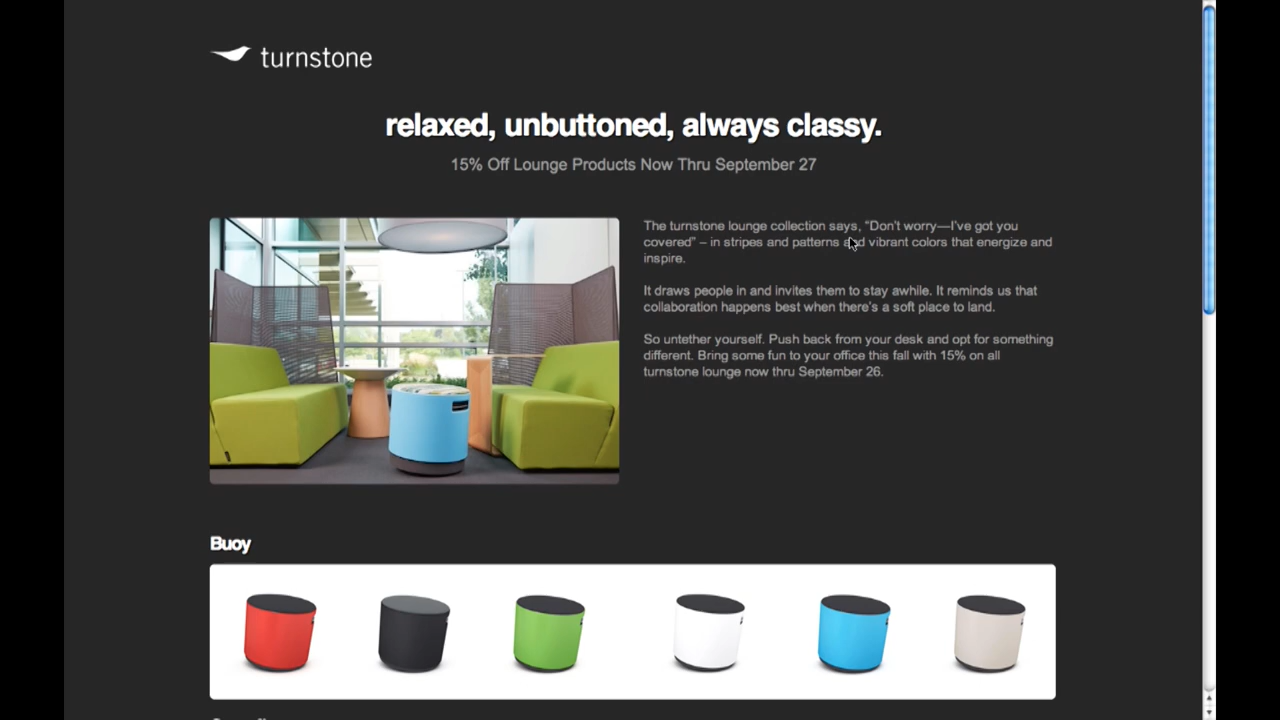 turnstone
relaxed, unbuttoned, always classy.
15% Off Lounge Products Now Thru September 27
The turnstone lounge collection says, “Don’t worry—I’ve got you
covered” – in stripes and patterns and vibrant colors that energize and
inspire.
It draws people in and invites them to stay awhile. It reminds us that
collaboration happens best when there’s a soft place to land.
So untether yourself. Push back from your desk and opt for something
different. Bring some fun to your office this fall with 15% on all
turnstone lounge now thru September 26.
Buoy